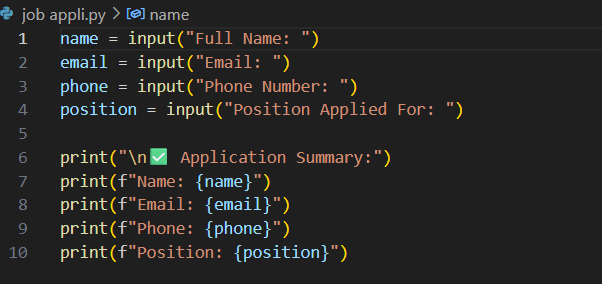 job appli.py > name
1 name = input("Full Name: ")
2 email = input("Email: ")
3 phone = input("Phone Number: ")
4 position = input("Position Applied For: ")
5
6 print("\n✅ Application Summary:")
7 print(f"Name: {name}")
8 print(f"Email: {email}")
9 print(f"Phone: {phone}")
10 print(f"Position: {position}")